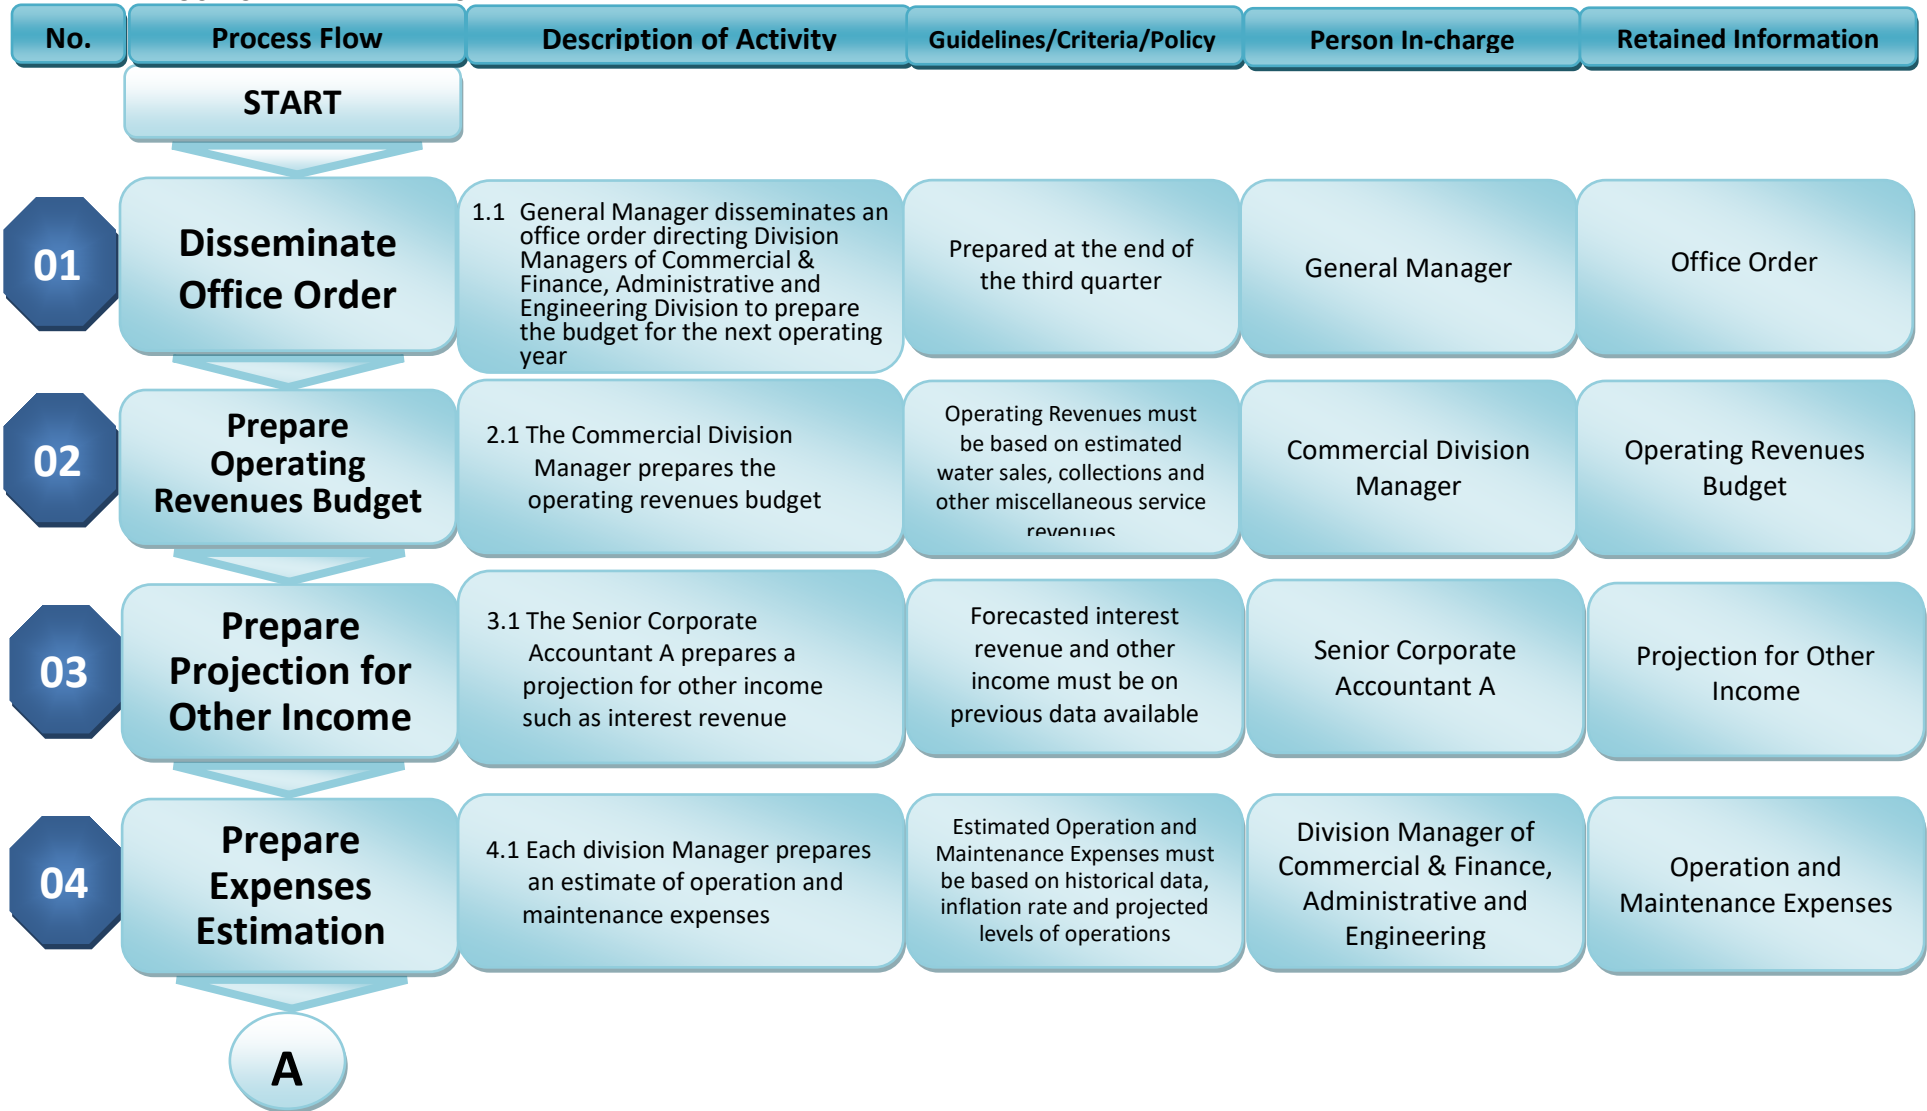 No.
Process Flow
Description of Activity
Guidelines/Criteria/Policy
Person In-charge
Retained Information
START
01
Disseminate
Office Order
1.1 General Manager disseminates an
office order directing Division
Managers of Commercial &
Finance, Administrative and
Engineering Division to prepare
the budget for the next operating
year
Prepared at the end of
the third quarter
General Manager
Office Order
02
Prepare
Operating
Revenues Budget
2.1 The Commercial Division
Manager prepares the
operating revenues budget
Operating Revenues must
be based on estimated
water sales, collections and
other miscellaneous service
revenues
Commercial Division
Manager
Operating Revenues
Budget
03
Prepare
Projection for
Other Income
3.1 The Senior Corporate
Accountant A prepares a
projection for other income
such as interest revenue
Forecasted interest
revenue and other
income must be on
previous data available
Senior Corporate
Accountant A
Projection for Other
Income
04
Prepare
Expenses
Estimation
4.1 Each division Manager prepares
an estimate of operation and
maintenance expenses
Estimated Operation and
Maintenance Expenses must
be based on historical data,
inflation rate and projected
levels of operations
Division Manager of
Commercial & Finance,
Administrative and
Engineering
Operation and
Maintenance Expenses
A